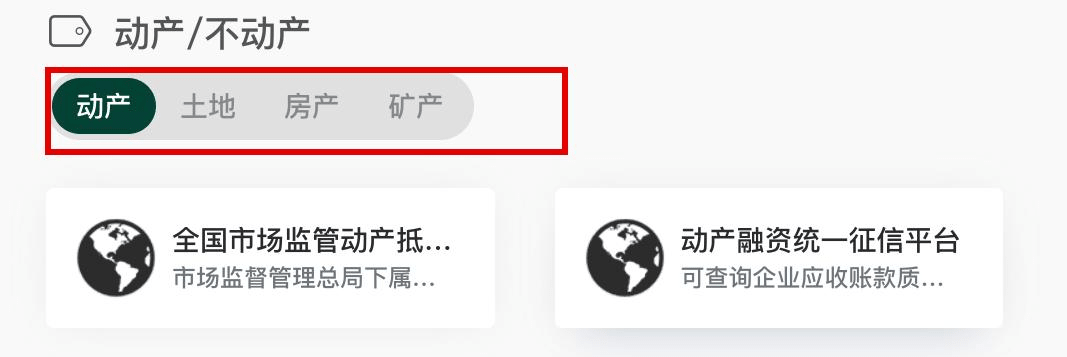 动产/不动产
动产 土地 房产 矿产
全国市场监管动产抵... 动产融资统一征信平台
市场监督管理总局下属... 可查询企业应收账款质...